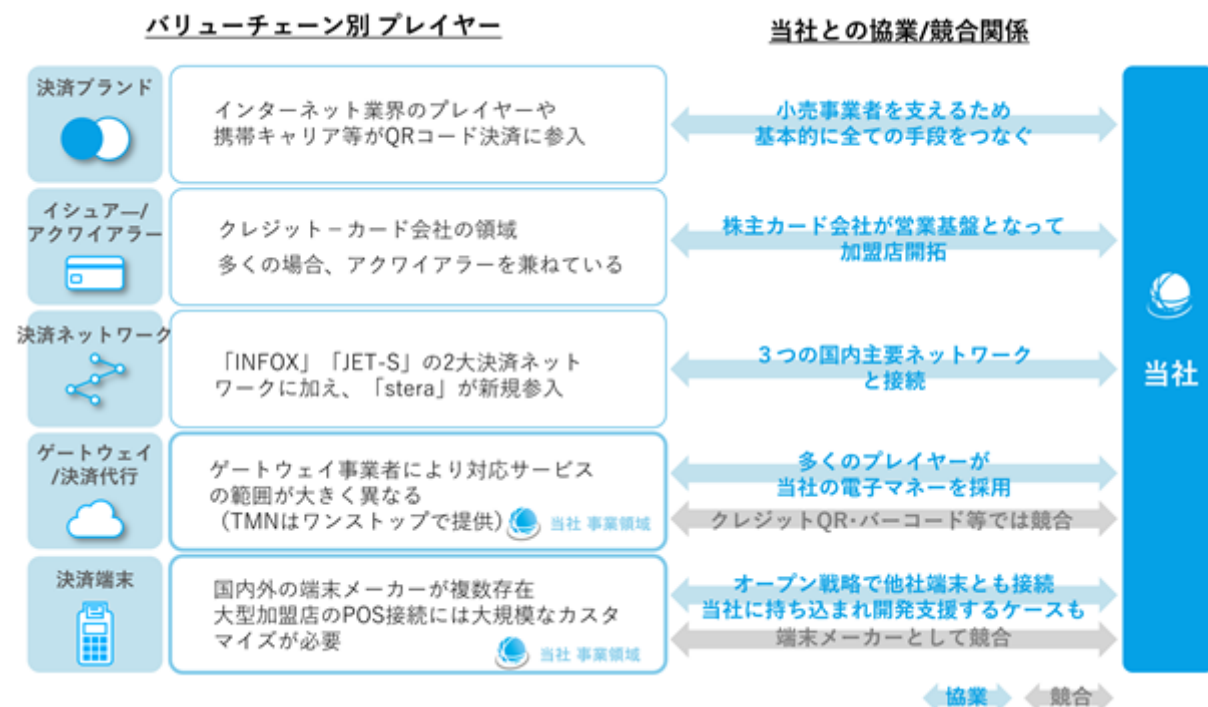 バリューチェーン別 プレイヤー
当社との協業/競合関係
決済ブランド
インターネット業界のプレイヤーや
携帯キャリア等がQRコード決済に参入
小売事業者を支えるため
基本的に全ての手段をつなぐ
イシュアー/
アクワイアラー
クレジット－カード会社の領域
多くの場合、アクワイアラーを兼ねている
株主カード会社が営業基盤となって
加盟店開拓
決済ネットワーク
「INFOX」「JET-S」の2大決済ネット
ワークに加え、「stera」が新規参入
３つの国内主要ネットワーク
と接続
当社
ゲートウェイ
/決済代行
ゲートウェイ事業者により対応サービス
の範囲が大きく異なる
（TMNはワンストップで提供）
当社 事業領域
多くのプレイヤーが
当社の電子マネーを採用
クレジットQR・バーコード等では競合
決済端末
国内外の端末メーカーが複数存在
大型加盟店のPOS接続には大規模なカスタ
マイズが必要
当社 事業領域
オープン戦略で他社端末とも接続
当社に持ち込まれ開発支援するケースも
端末メーカーとして競合
協業
競合